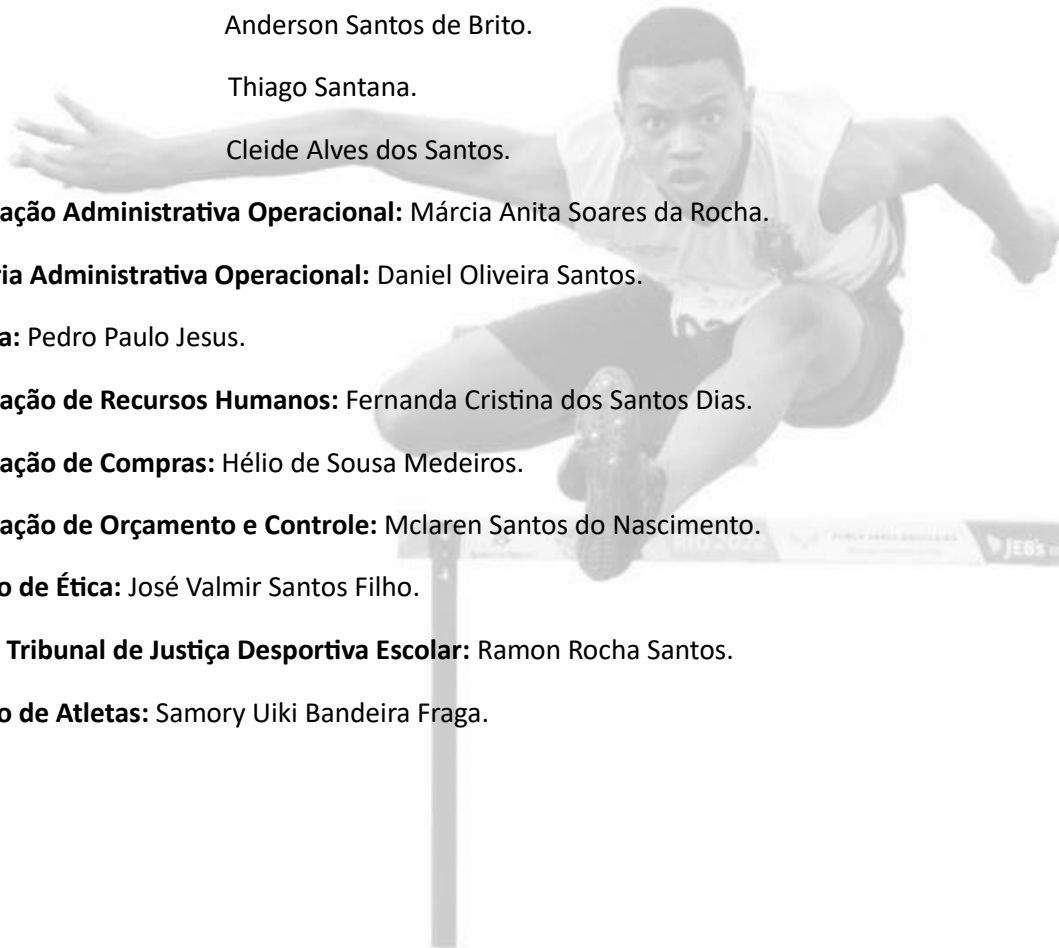 Anderson Santos de Brito.
Thiago Santana.
Cleide Alves dos Santos.
ação Administrativa Operacional: Márcia Anita Soares da Rocha.
ria Administrativa Operacional: Daniel Oliveira Santos.
a: Pedro Paulo Jesus.
ação de Recursos Humanos: Fernanda Cristina dos Santos Dias.
ação de Compras: Hélio de Sousa Medeiros.
ação de Orçamento e Controle: Mclaren Santos do Nascimento.
JEB's
o de Ética: José Valmir Santos Filho.
Tribunal de Justiça Desportiva Escolar: Ramon Rocha Santos.
o de Atletas: Samory Uiki Bandeira Fraga.